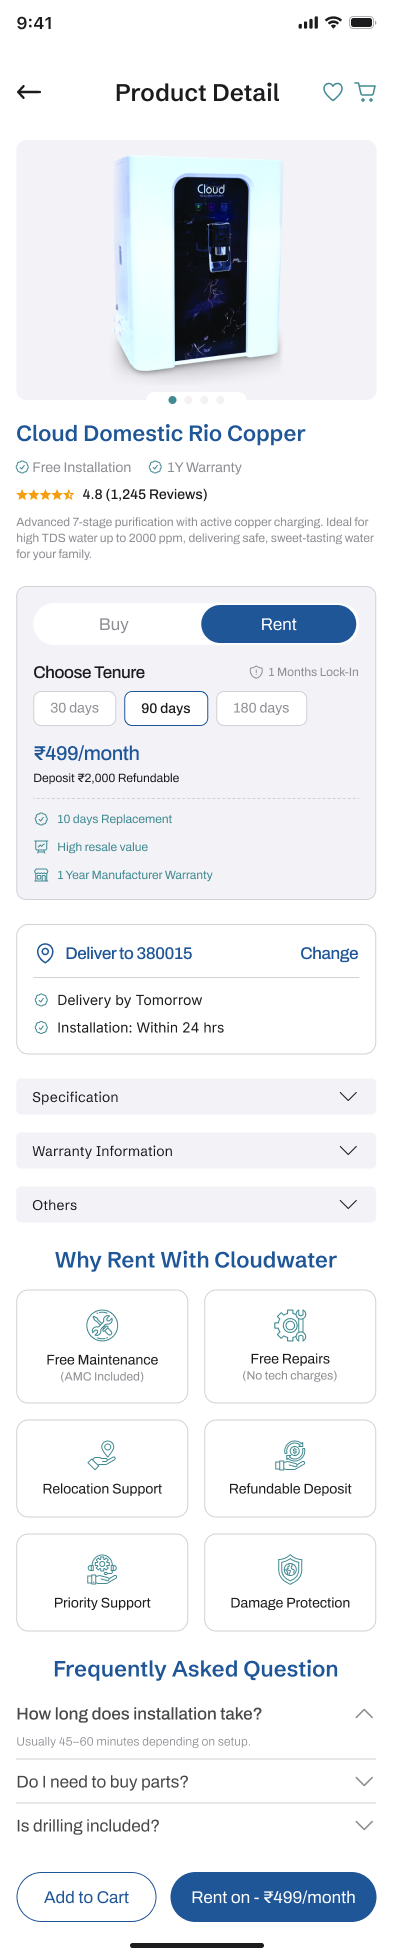 9:41
Product Detail
Cloud
Cloud Domestic Rio Copper
Free Installation 1Y Warranty
4.8 (1,245 Reviews)
Advanced 7-stage purification with active copper charging. Ideal for
high TDS water up to 2000 ppm, delivering safe, sweet-tasting water
for your family.
Buy Rent
Choose Tenure 1 Months Lock-In
30 days 90 days 180 days
₹499/month
Deposit ₹2,000 Refundable
10 days Replacement
High resale value
1 Year Manufacturer Warranty
Deliver to 380015 Change
Delivery by Tomorrow
Installation: Within 24 hrs
Specification
Warranty Information
Others
Why Rent With Cloudwater
Free Maintenance
(AMC Included)
Free Repairs
(No tech charges)
Relocation Support Refundable Deposit
Priority Support Damage Protection
Frequently Asked Question
How long does installation take?
Usually 45–60 minutes depending on setup.
Do I need to buy parts?
Is drilling included?
Add to Cart Rent on - ₹499/month